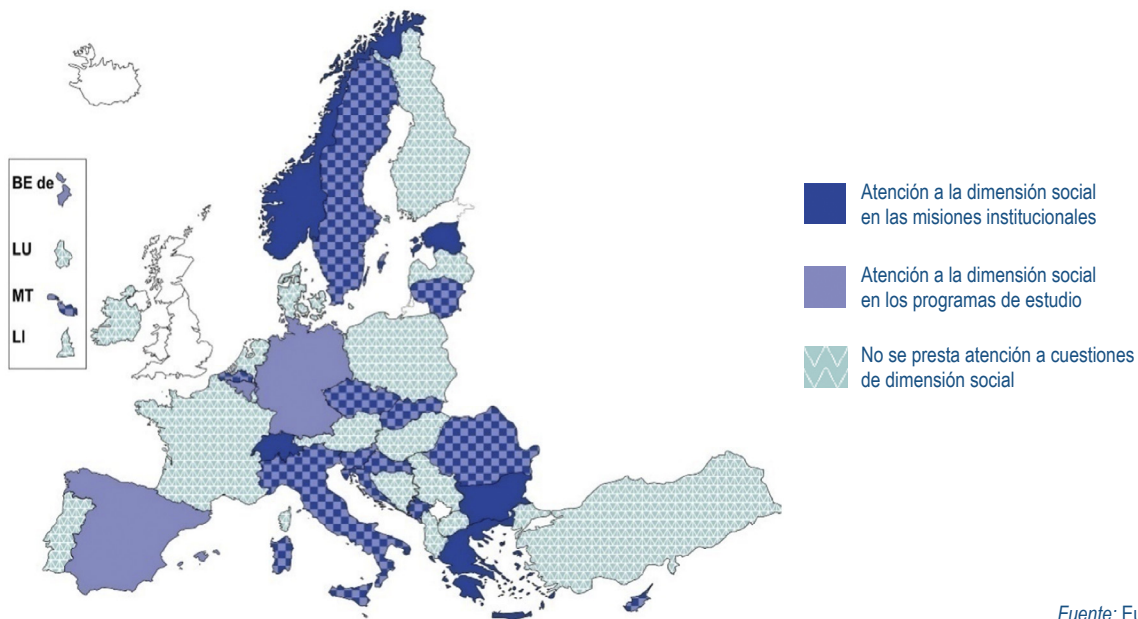 BE de
LU
MT
LI
Atención a la dimensión social
en las misiones institucionales
Atención a la dimensión social
en los programas de estudio
No se presta atención a cuestiones
de dimensión social
Fuente: Eu